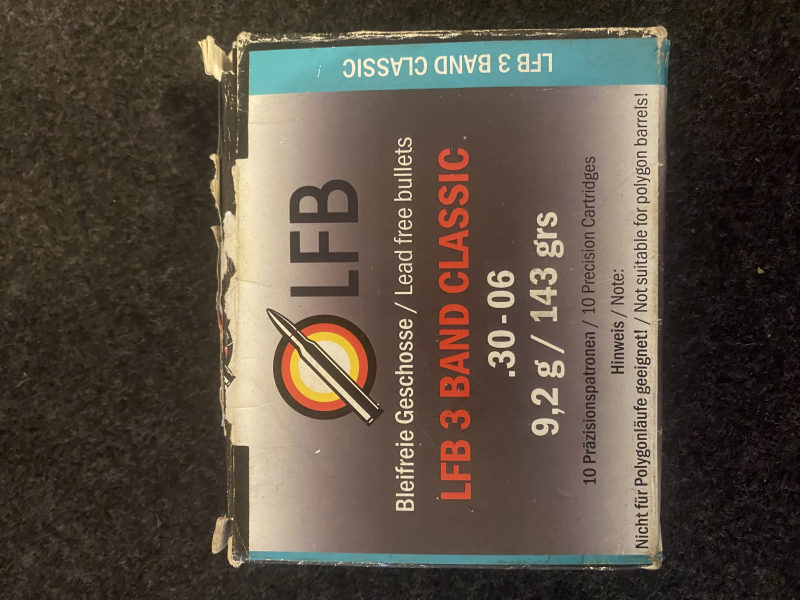 LFB 3 BAND CLASSIC
LFB
Bleifreie Geschosse / Lead free bullets
LFB 3 BAND CLASSIC
.30-06
9,2 g / 143 grs
10 Präzisionspatronen / 10 Precision Cartridges
Hinweis / Note:
Nicht für Polygonläufe geeignet! / Not suitable for polygon barrels!